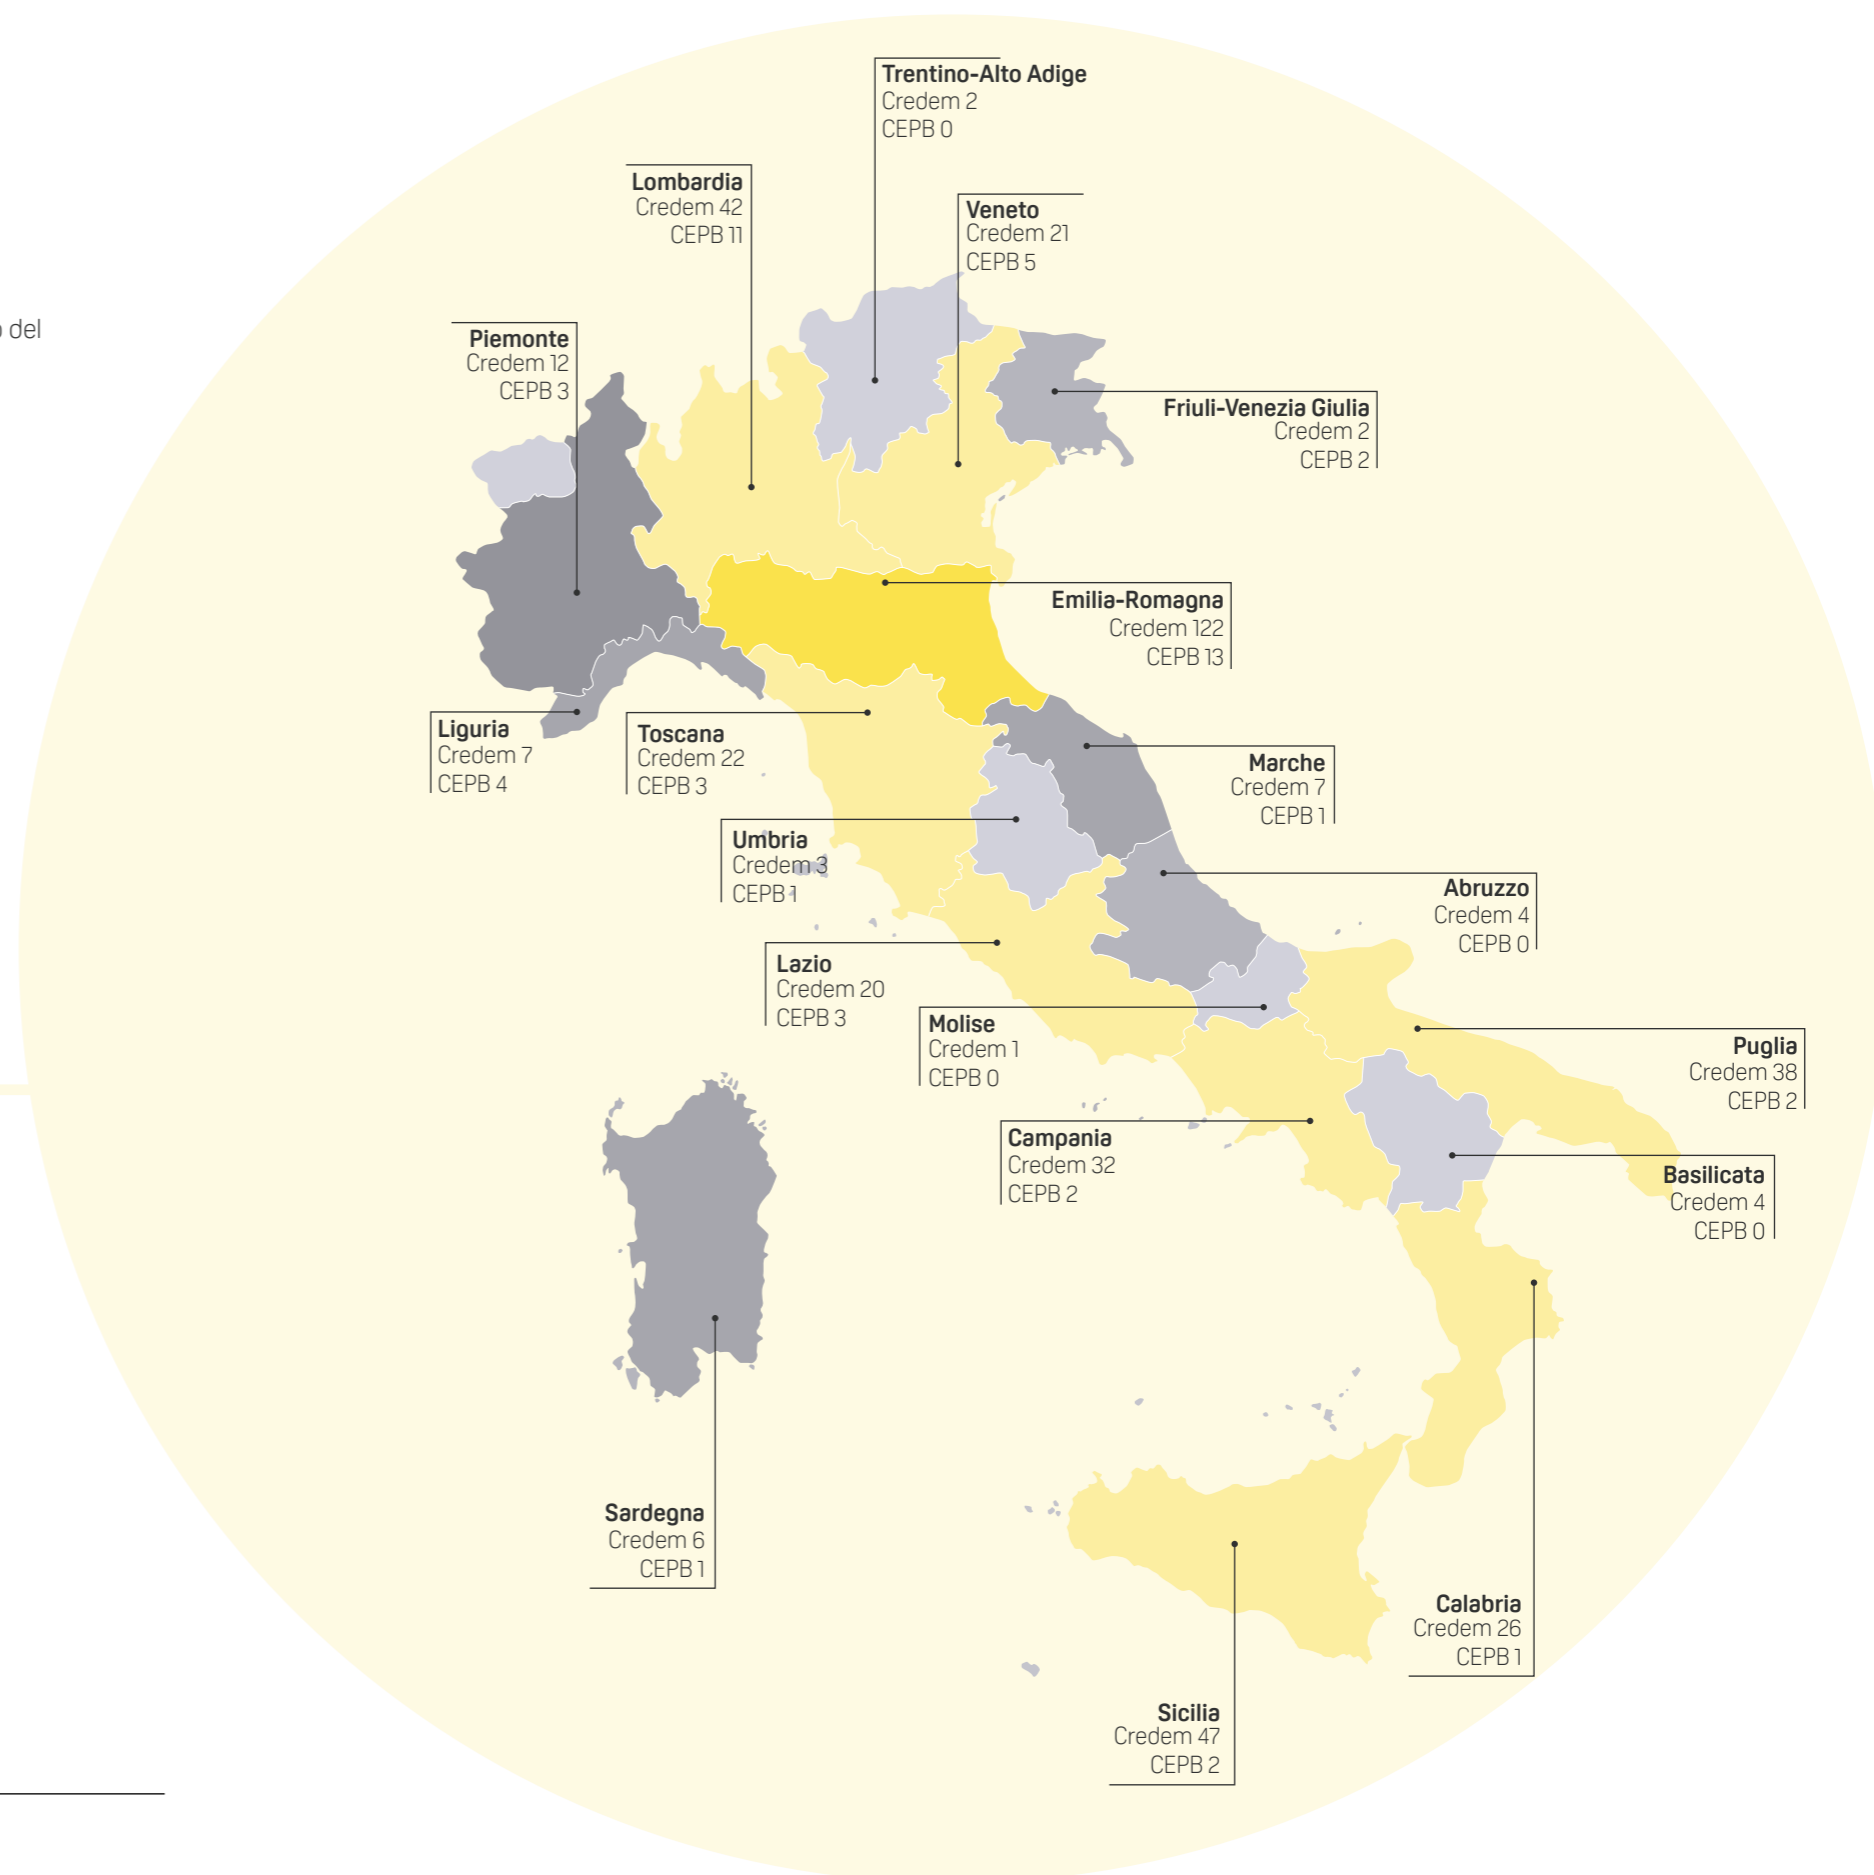 Trentino-Alto Adige
Credem 2
CEPB 0
Lombardia
Credem 42
CEPB 11
Veneto
Credem 21
CEPB 5
o del
Piemonte
Credem 12
CEPB 3
Friuli-Venezia Giulia
Credem 2
CEPB 2
Emilia-Romagna
Credem 122
CEPB 13
Liguria
Credem 7
CEPB 4
Toscana
Credem 22
CEPB 3
Marche
Credem 7
CEPB 1
Umbria
Credem 3
CEPB 1
Abruzzo
Credem 4
CEPB 0
Lazio
Credem 20
CEPB 3
Molise
Credem 1
CEPB 0
Puglia
Credem 38
CEPB 2
Campania
Credem 32
CEPB 2
Basilicata
Credem 4
CEPB 0
Sardegna
Credem 6
CEPB 1
Calabria
Credem 26
CEPB 1
Sicilia
Credem 47
CEPB 2